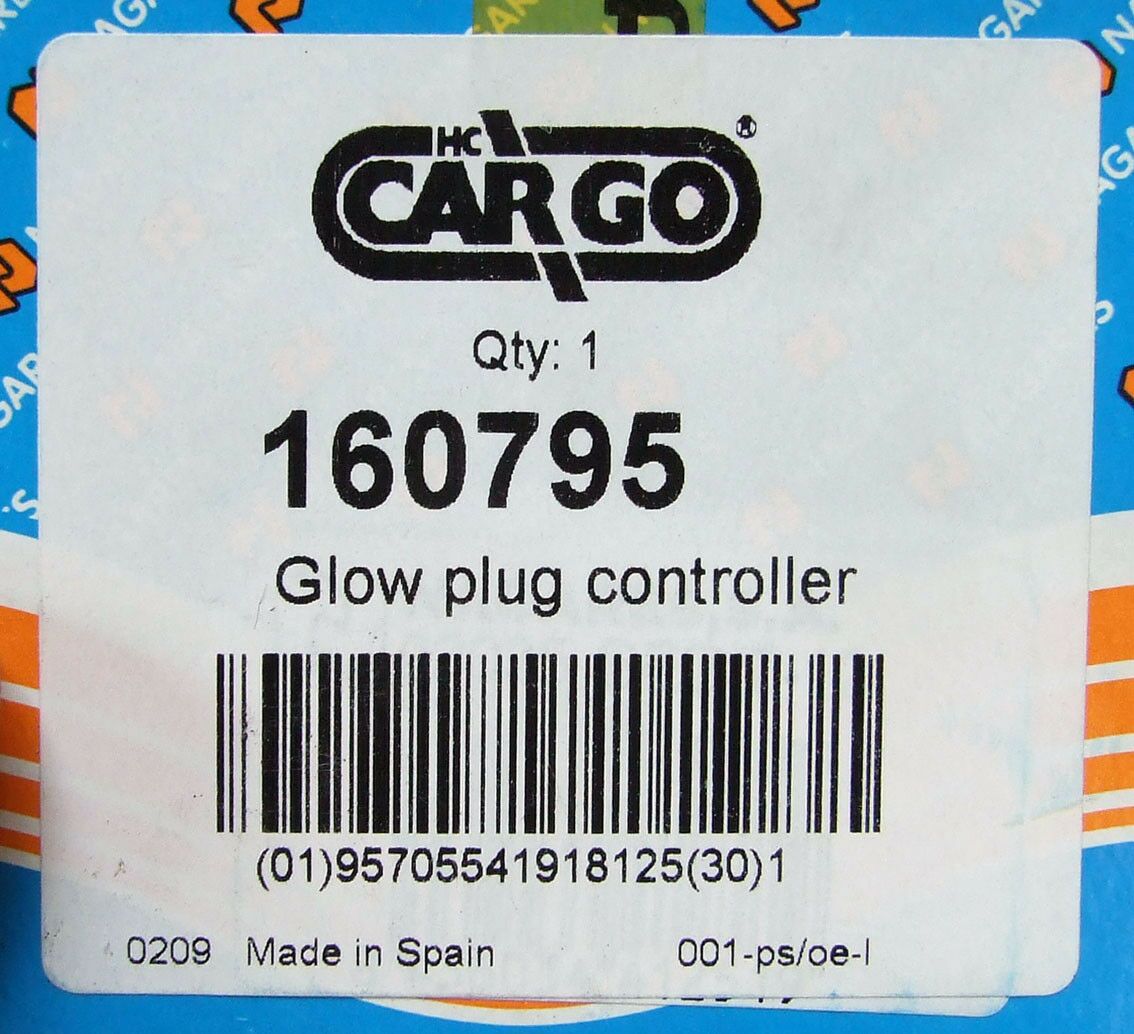 HC
CARGO®
Qty: 1
160795
Glow plug controller
(01)95705541918125(30)1
0209 Made in Spain 001-ps/oe-l